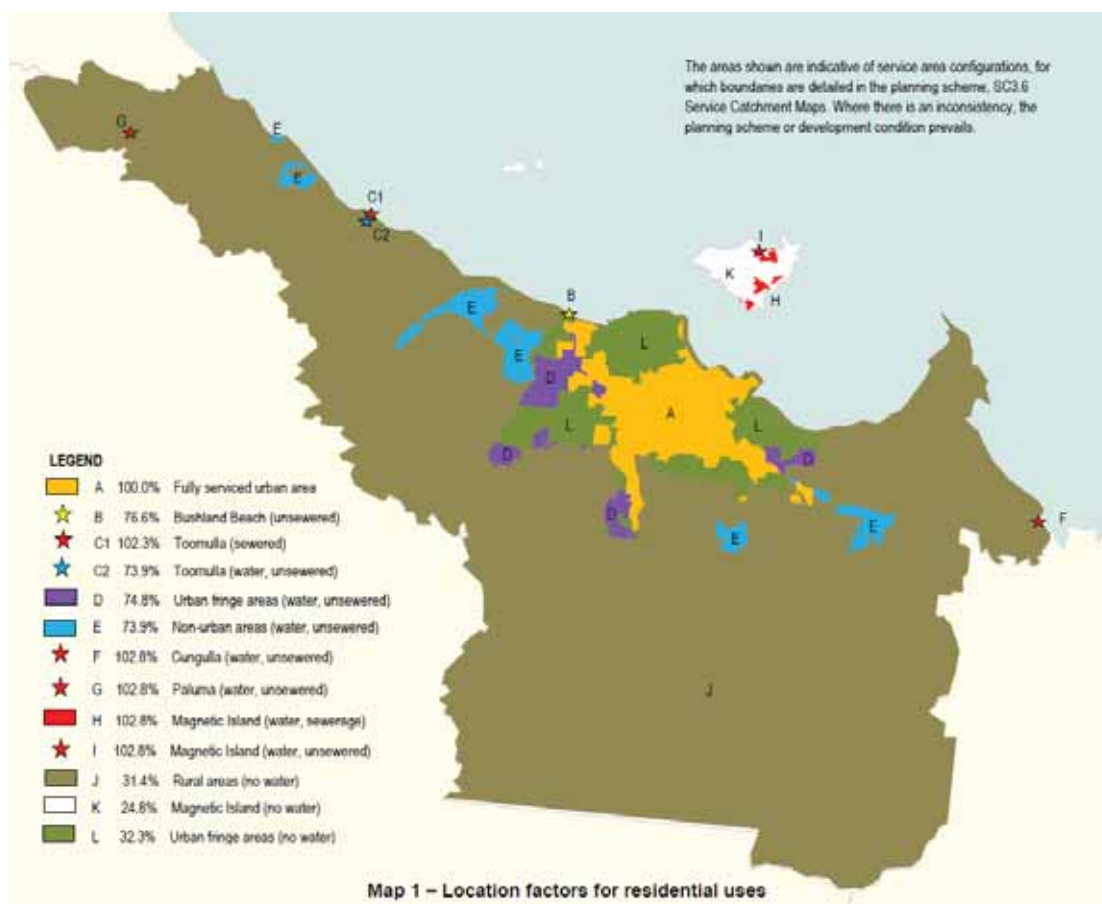 The areas shown are indicative of service area configurations, for
which boundaries are detailed in the planning scheme, SC3.6
Service Catchment Maps. Where there is an inconsistency, the
planning scheme or development condition prevails.
G
E
E
C1
C2
I
K
H
B
E
E
L
D
A
L
L
D
D
D
E
E
F
J
LEGEND
A 100.0% Fully serviced urban area
B 76.6% Bushland Beach (unsewered)
C1 102.3% Toomulla (sewered)
C2 73.9% Toomulla (water, unsewered)
D 74.8% Urban fringe areas (water, unsewered)
E 73.9% Non-urban areas (water, unsewered)
F 102.8% Cungulla (water, unsewered)
G 102.8% Paluma (water, unsewered)
H 102.8% Magnetic Island (water, sewerage)
I 102.8% Magnetic Island (water, unsewered)
J 31.4% Rural areas (no water)
K 24.8% Magnetic Island (no water)
L 32.3% Urban fringe areas (no water)
Map 1 – Location factors for residential uses